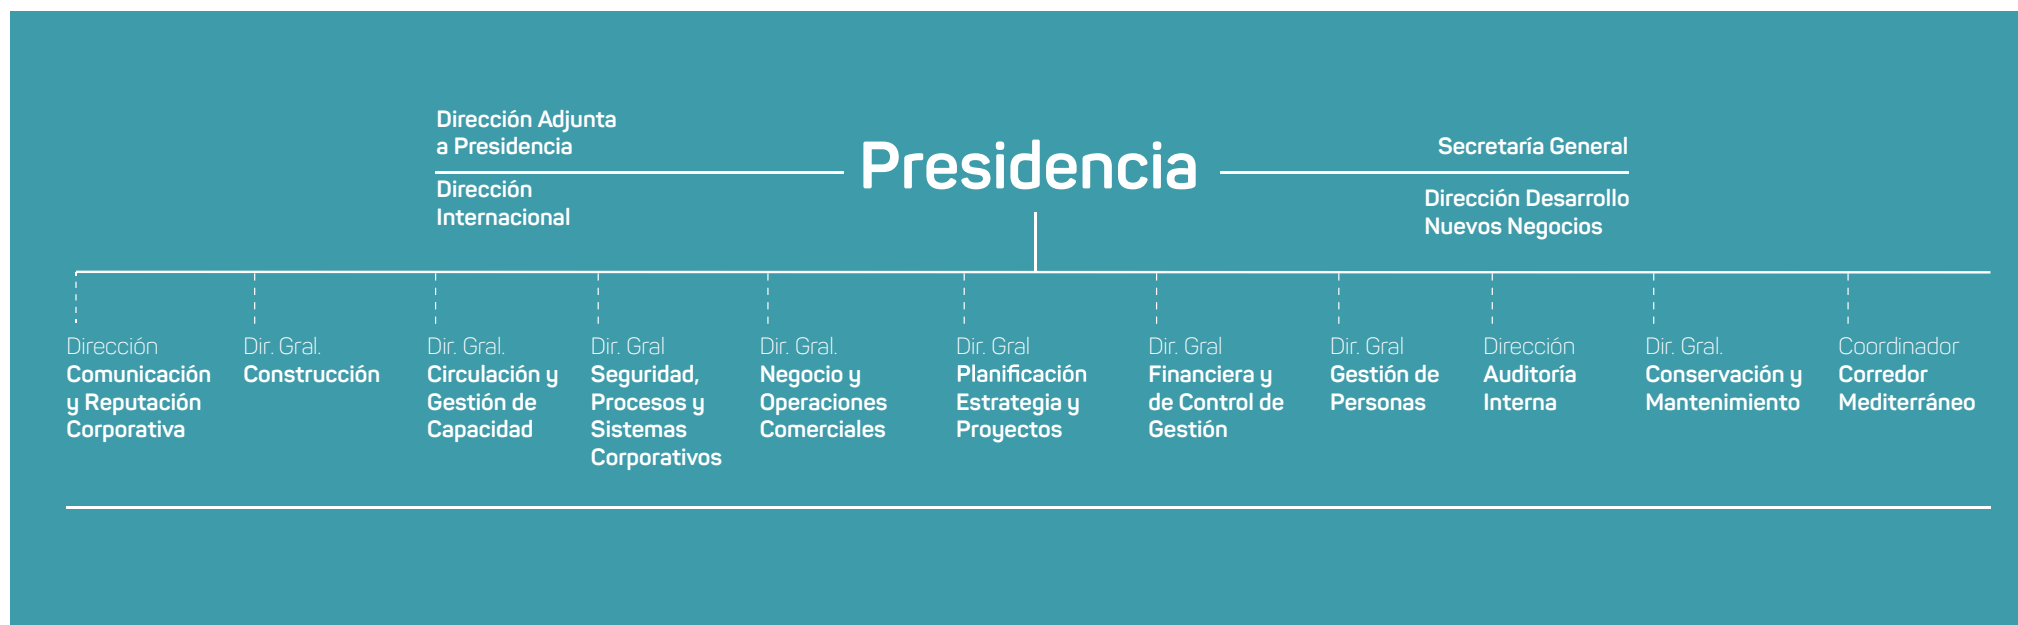 Dirección Adjunta
a Presidencia
Dirección
Internacional
Presidencia
Secretaría General
Dirección Desarrollo
Nuevos Negocios
Dirección
Comunicación
y Reputación
Corporativa
Dir. Gral.
Construcción
Dir. Gral.
Circulación y
Gestión de
Capacidad
Dir. Gral
Seguridad,
Procesos y
Sistemas
Corporativos
Dir. Gral.
Negocio y
Operaciones
Comerciales
Dir. Gral
Planificación
Estrategia y
Proyectos
Dir. Gral
Financiera y
de Control de
Gestión
Dir. Gral
Gestión de
Personas
Dirección
Auditoría
Interna
Dir. Gral.
Conservación y
Mantenimiento
Coordinador
Corredor
Mediterráneo